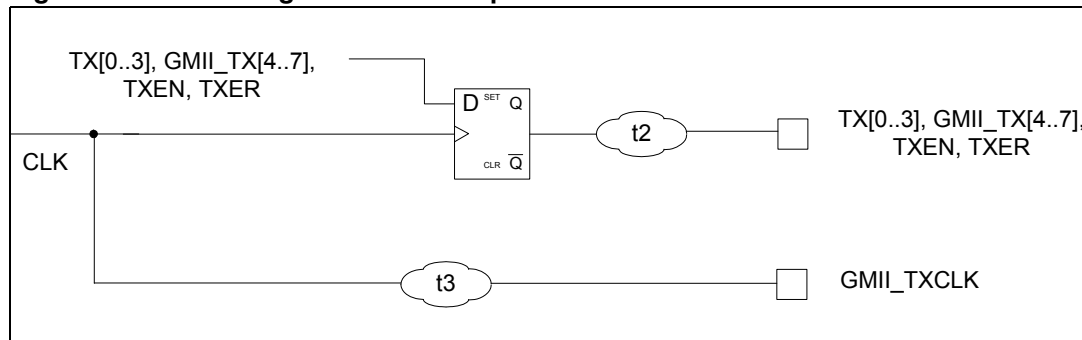 TX[0..3], GMII_TX[4..7],
TXEN, TXER
D SET Q
CLK
CLR Q
t2
TX[0..3], GMII_TX[4..7],
TXEN, TXER
t3
GMII_TXCLK